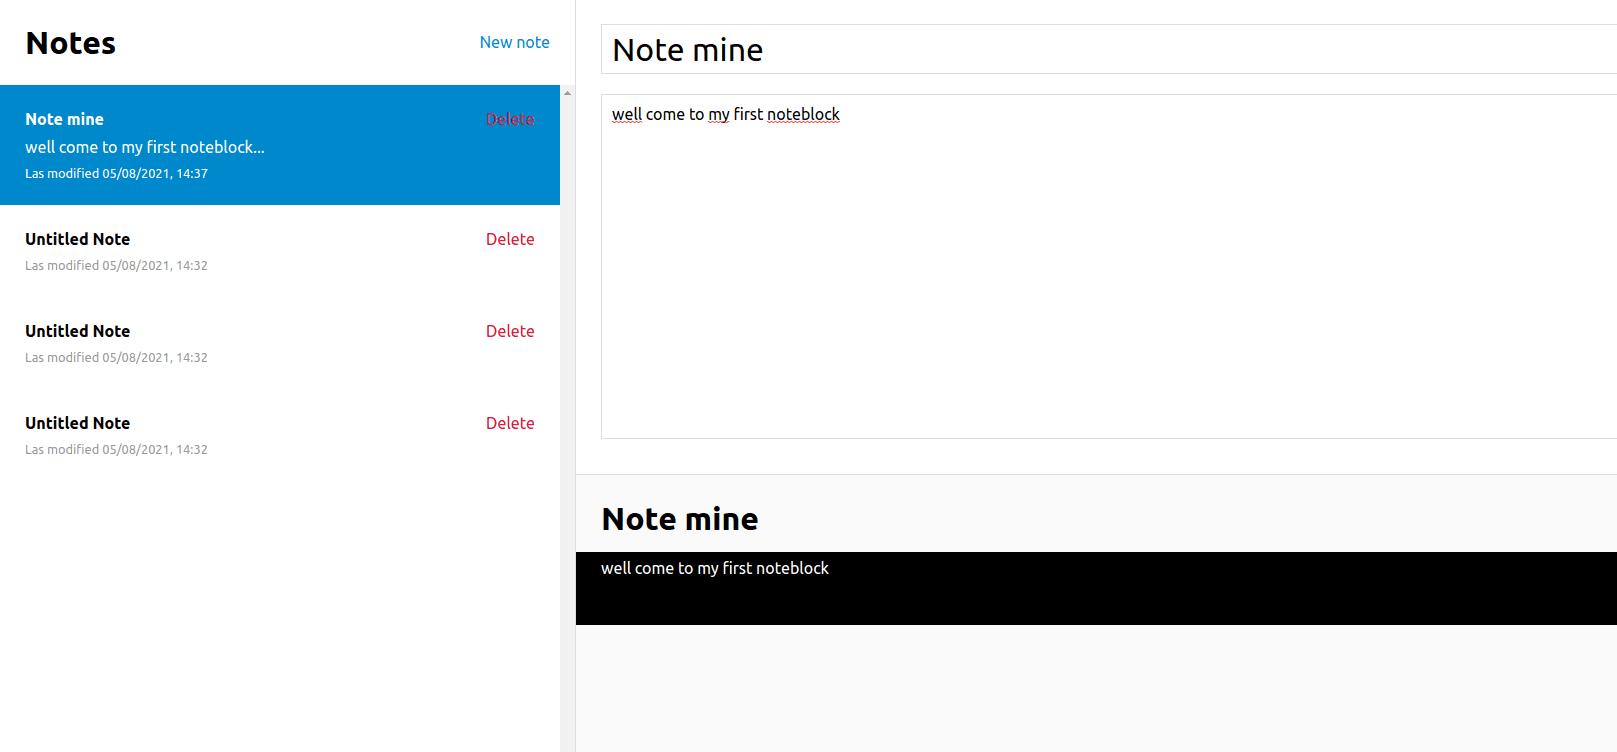 Notes
New note
Note mine
Delete
well come to my first noteblock...
Las modified 05/08/2021, 14:37
Untitled Note
Delete
Las modified 05/08/2021, 14:32
Untitled Note
Delete
Las modified 05/08/2021, 14:32
Untitled Note
Delete
Las modified 05/08/2021, 14:32
Note mine
well come to my first noteblock
Note mine
well come to my first noteblock